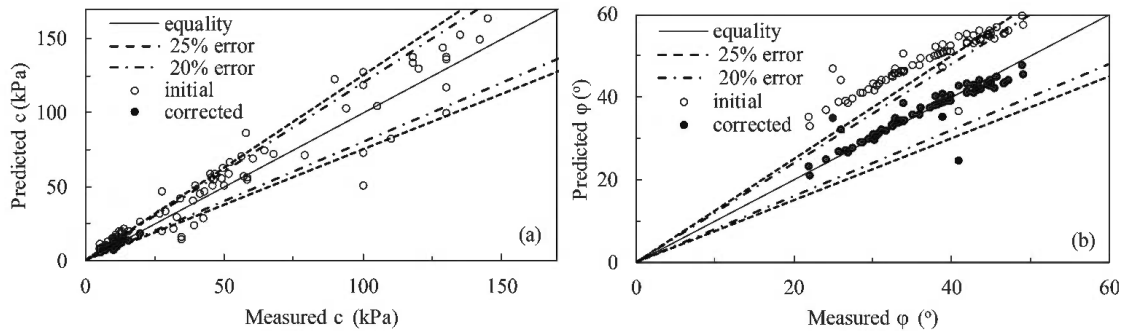 150
100
50
0
Predicted c (kPa)
equality
25% error
20% error
initial
corrected
(a)
0 50 100 150
Measured c (kPa)
60
40
20
0
Predicted φ (º)
equality
25% error
20% error
initial
corrected
(b)
0 20 40 60
Measured φ (º)